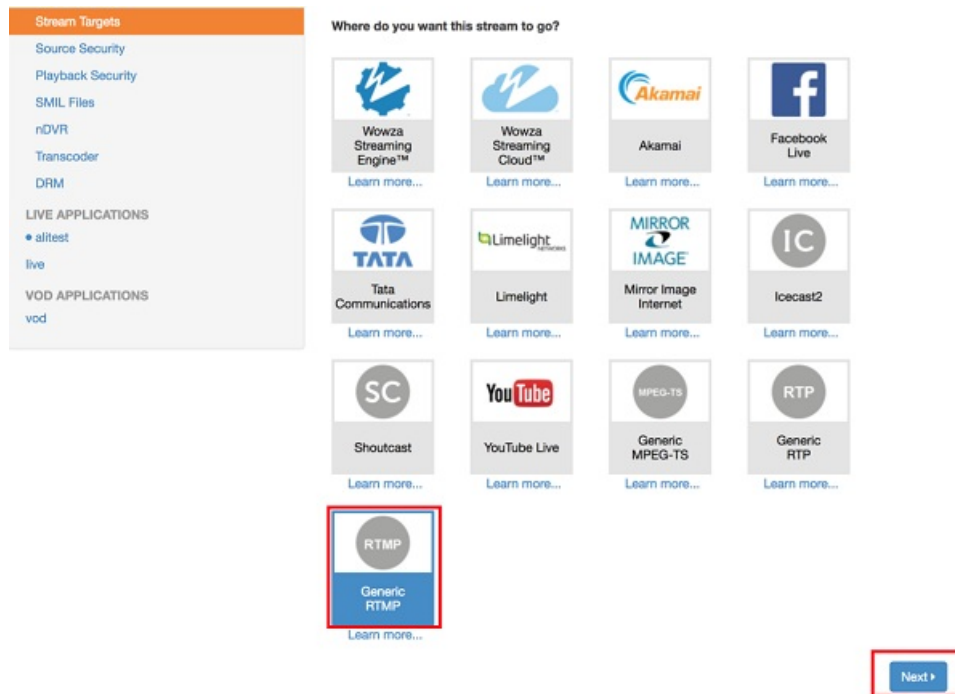 Stream Targets
Source Security
Playback Security
SMIL Files
nDVR
Transcoder
DRM
LIVE APPLICATIONS
alitest
live
VOD APPLICATIONS
vod
Where do you want this stream to go?
Akamai
Wowza
Streaming
Engine™
Wowza
Streaming
Cloud™
Akamai
Facebook
Live
Learn more...
Learn more...
Learn more...
Learn more...
TATA
Limelight
NETWORKS
MIRROR
IMAGE
IC
Tata
Communications
Limelight
Mirror Image
Internet
Icecast2
Learn more...
Learn more...
Learn more...
Learn more...
SC
YouTube
MPEG-TS
RTP
Shoutcast
YouTube Live
Generic
MPEG-TS
Generic
RTP
Learn more...
Learn more...
Learn more...
Learn more...
RTMP
Generic
RTMP
Learn more...
Next